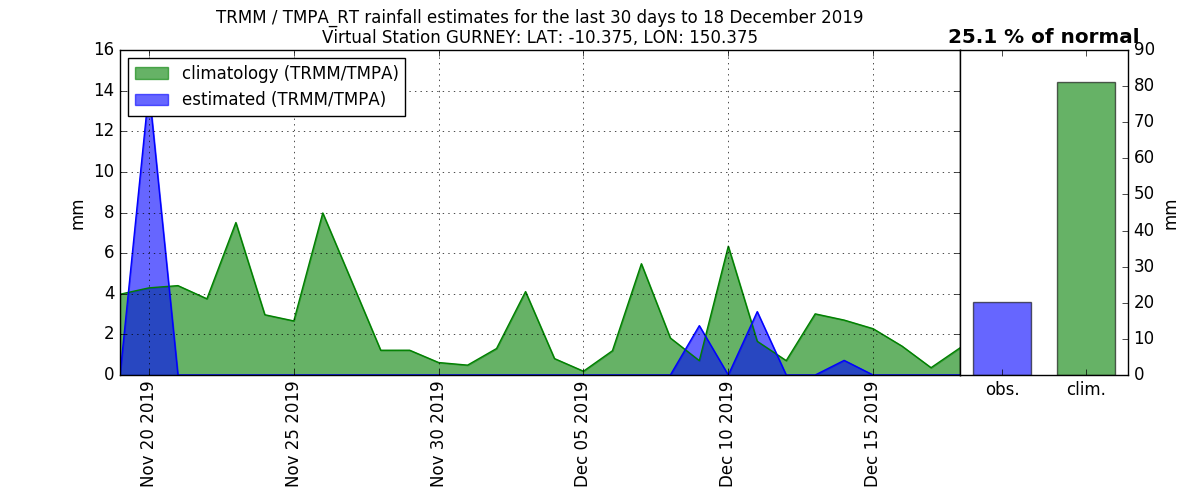 TRMM / TMPA_RT rainfall estimates for the last 30 days to 18 December 2019
Virtual Station GURNEY: LAT: -10.375, LON: 150.375
25.1 % of normal
climatology (TRMM/TMPA)
estimated (TRMM/TMPA)
mm
16
14
12
10
8
6
4
2
0
Nov 20 2019
Nov 25 2019
Nov 30 2019
Dec 05 2019
Dec 10 2019
Dec 15 2019
90
80
70
60
50
40
30
20
10
0
mm
obs.
clim.